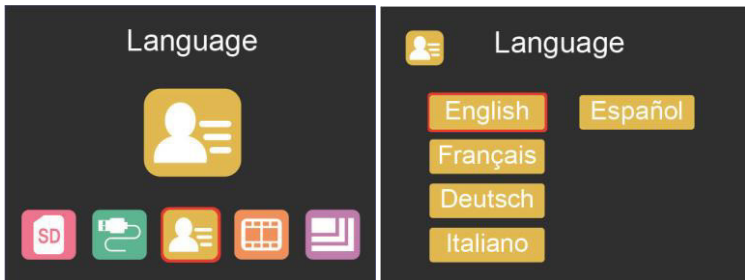 Language
SD
Language
English
Español
Français
Deutsch
Italiano